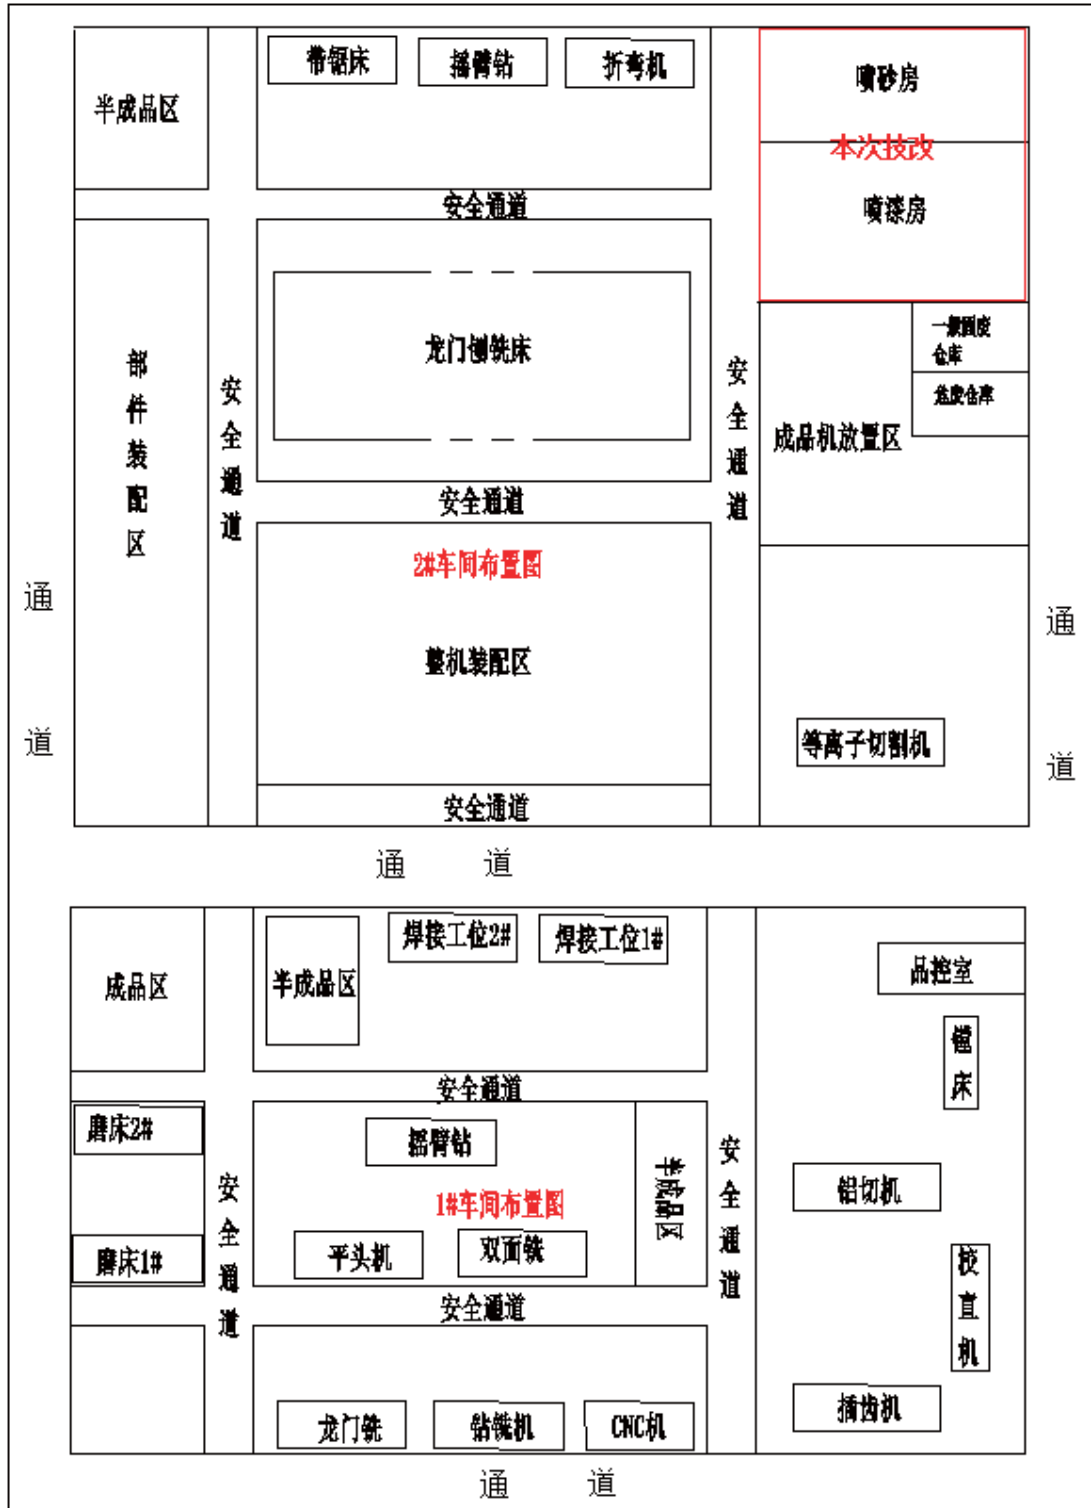 带锯床
摇臂钻
折弯机
喷砂房
半成品区
本次技改
喷漆房
安全通道
龙门刨铣床
一般固废
仓库
危废仓库
部件装配区
安全通道
安全通道
成品机放置区
安全通道
2#车间布置图
通道
通道
整机装配区
等离子切割机
安全通道
通道
焊接工位2#
焊接工位1#
成品区
半成品区
品控室
镗床
安全通道
磨床2#
摇臂钻
半成品区
安全通道
安全通道
铝切机
1#车间布置图
磨床1#
平头机
双面铣
校直机
安全通道
龙门铣
钻铣机
CNC机
插齿机
通道